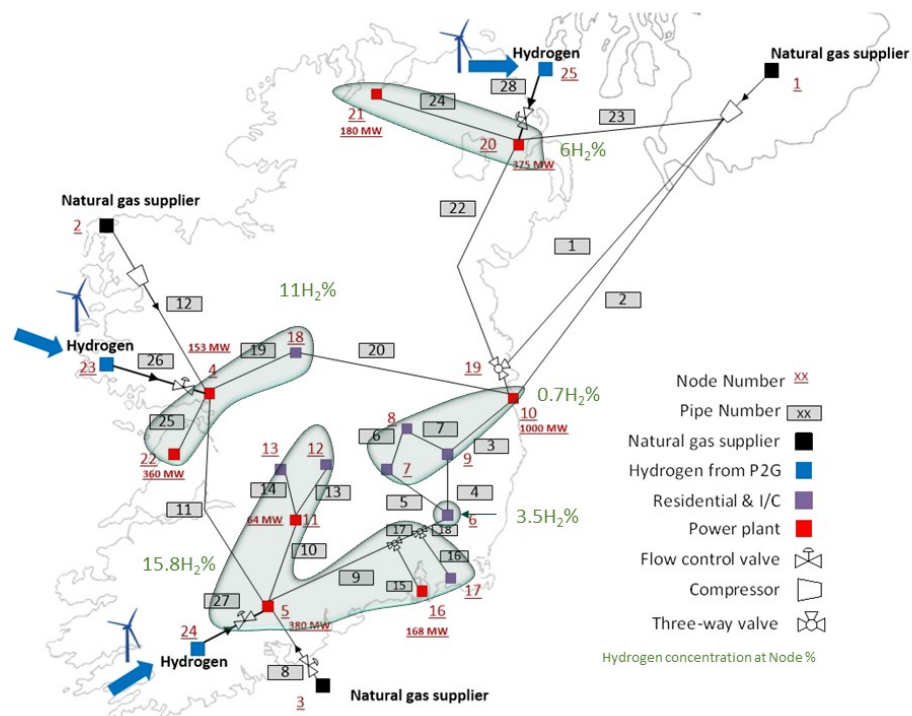 Hydrogen
25
Natural gas supplier
1
28
24
23
21
180 MW
20
6H₂%
375 MW
22
Natural gas supplier
2
1
2
12
11H₂%
Hydrogen
23
26
153 MW
4
19
18
20
19
0.7H₂%
10
1000 MW
25
22
360 MW
8
7
3
6
9
7
13
12
5
4
14
13
6
3.5H₂%
11
64 MW
11
17
18
10
16
15.8H₂%
9
15
17
27
5
380 MW
16
168 MW
24
Hydrogen
8
3
Natural gas supplier
Node Number XX
Pipe Number XX
Natural gas supplier
Hydrogen from P2G
Residential & I/C
Power plant
Flow control valve
Compressor
Three-way valve
Hydrogen concentration at Node %